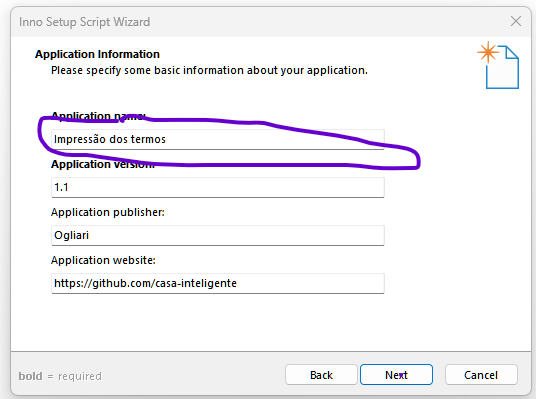 Inno Setup Script Wizard
Application Information
Please specify some basic information about your application.
Application name:
Impressão dos termos
Application version:
1.1
Application publisher:
Ogliari
Application website:
https://github.com/casa-inteligente
bold = required
Back
Next
Cancel